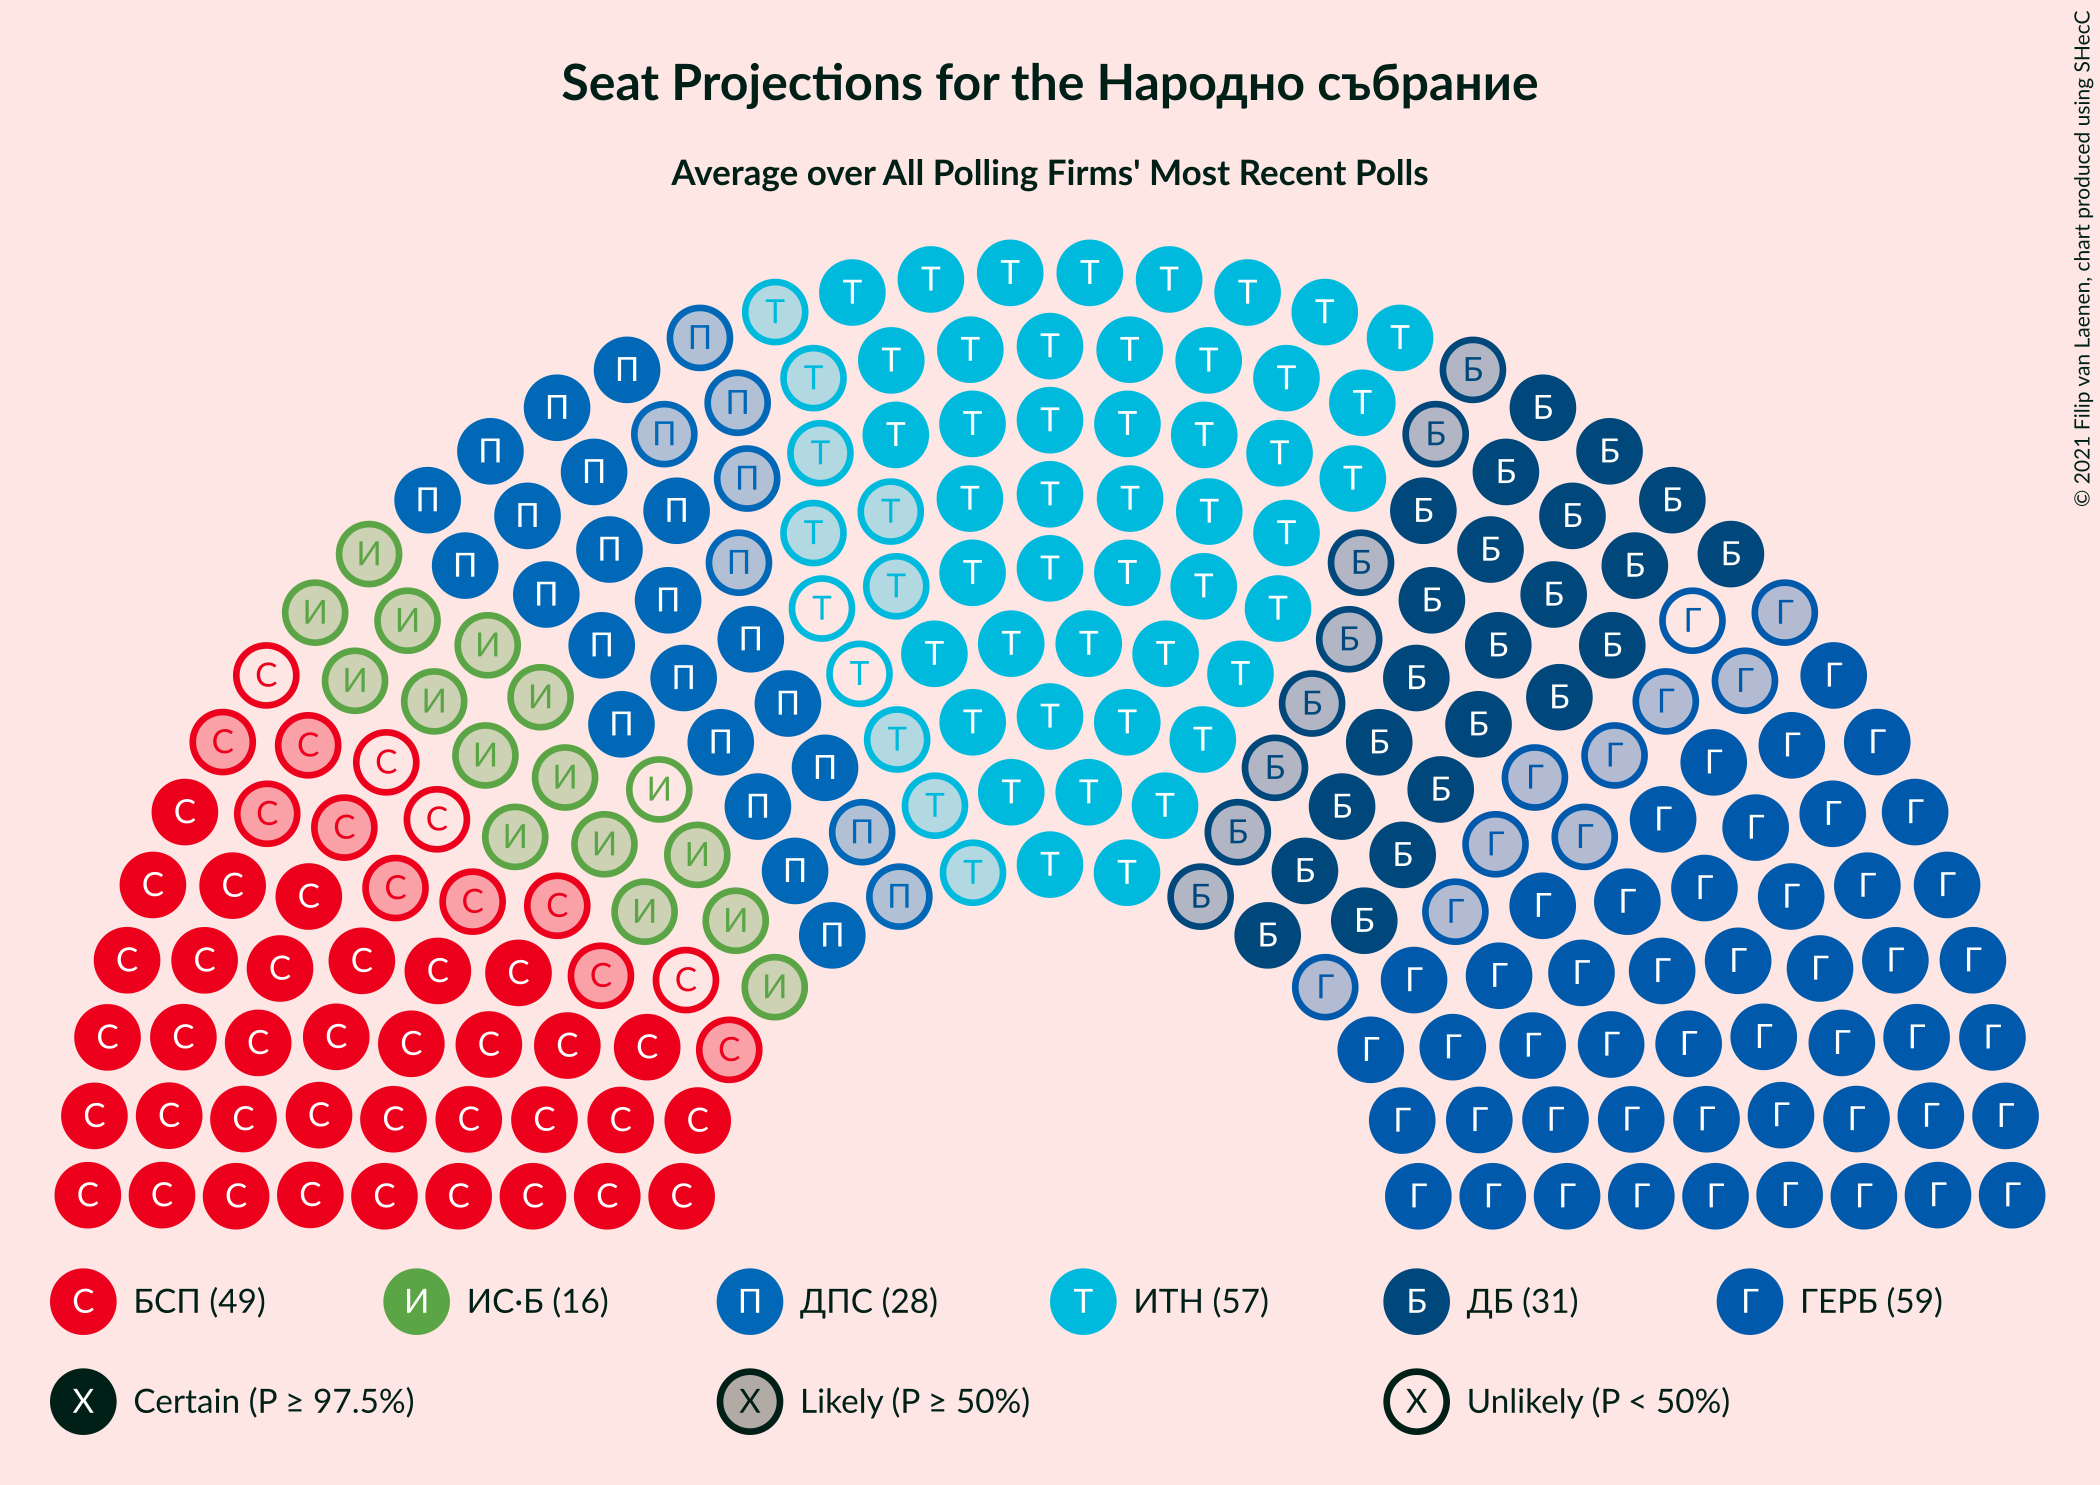 Seat Projections for the Народно събрание
Average over All Polling Firms' Most Recent Polls
© 2021 Filip van Laenen, chart produced using SHecC
С БСП (49) И ИС·Б (16) П ДПС (28) Т ИТН (57) Б ДБ (31) Г ГЕРБ (59)
X Certain (P ≥ 97.5%) X Likely (P ≥ 50%) X Unlikely (P < 50%)